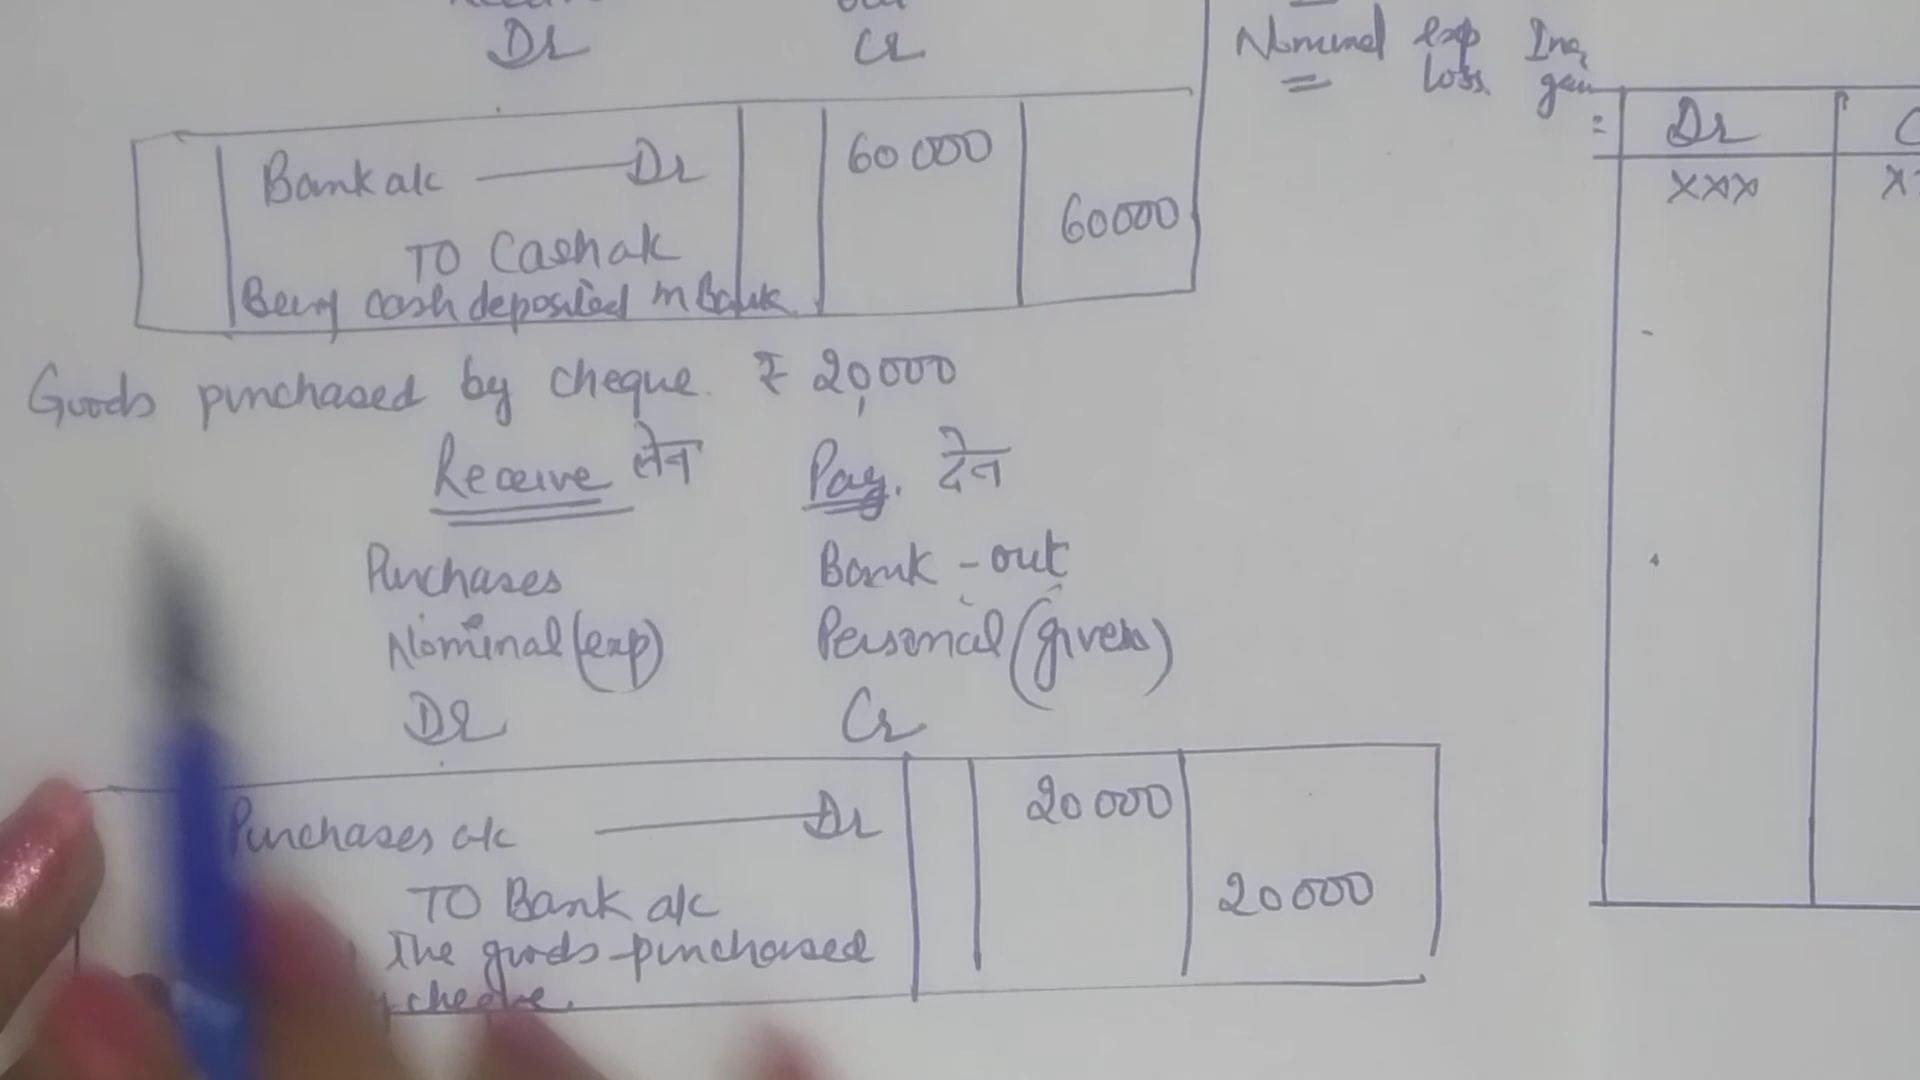 Dr Cr
Bank a/c —— Dr 60000
TO Cash a/c 60000
Being cash deposited in Bank
Goods purchased by cheque. ₹ 20,000
Receive लेन Pay. देन
Purchases Bank - out
Nominal (exp) Personal (giver)
Dr Cr
Purchases a/c —— Dr 20000
TO Bank a/c 20000
The goods purchased
cheque.
Nominal exp Inc,
loss gain
Dr
xxx